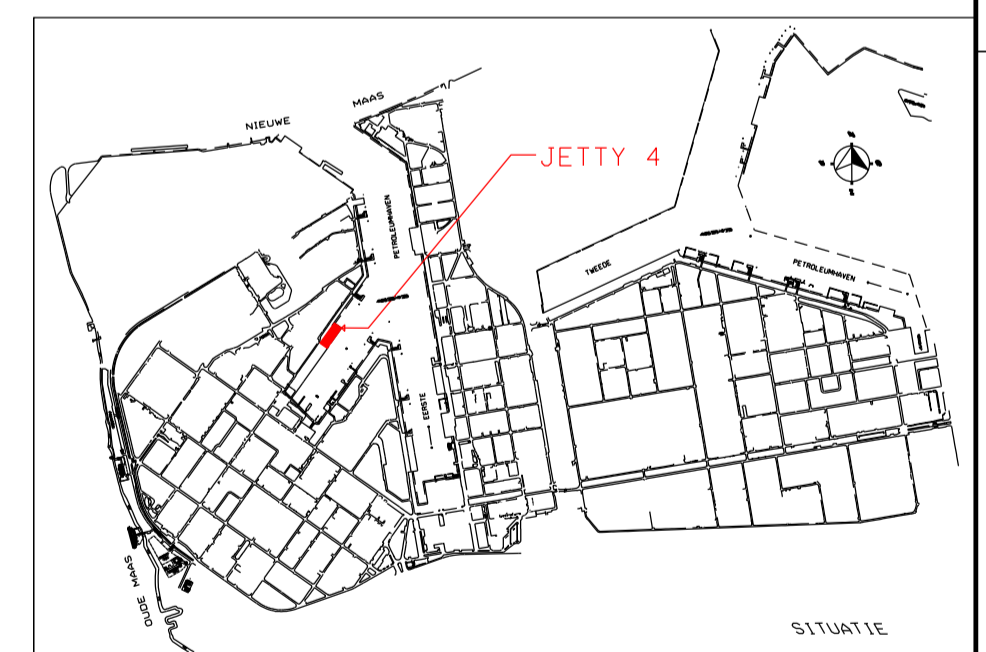 NIEUWE
MAAS
JETTY 4
PETROLEUMHAVEN
TWEEDE
PETROLEUMHAVEN
EERSTE
OUDE MAAS
SITUATIE